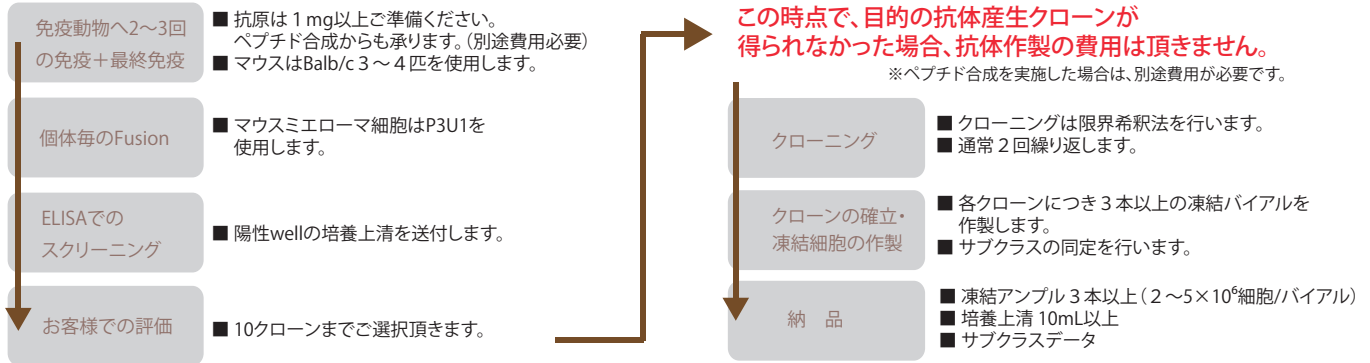 免疫動物へ2〜3回
の免疫+最終免疫
■ 抗原は1mg以上ご準備ください。
ペプチド合成からも承ります。(別途費用必要)
■ マウスはBalb/c 3〜4匹を使用します。
個体毎のFusion
■ マウスミエローマ細胞はP3U1を
使用します。
ELISAでの
スクリーニング
■ 陽性wellの培養上清を送付します。
お客様での評価
■ 10クローンまでご選択頂きます。
この時点で、目的の抗体産生クローンが
得られなかった場合、抗体作製の費用は頂きません。
※ペプチド合成を実施した場合は、別途費用が必要です。
クローニング
■ クローニングは限界希釈法を行います。
■ 通常2回繰り返します。
クローンの確立・
凍結細胞の作製
■ 各クローンにつき3本以上の凍結バイアルを
作製します。
■ サブクラスの同定を行います。
納 品
■ 凍結アンプル3本以上(2〜5×10⁶細胞/バイアル)
■ 培養上清 10mL以上
■ サブクラスデータ